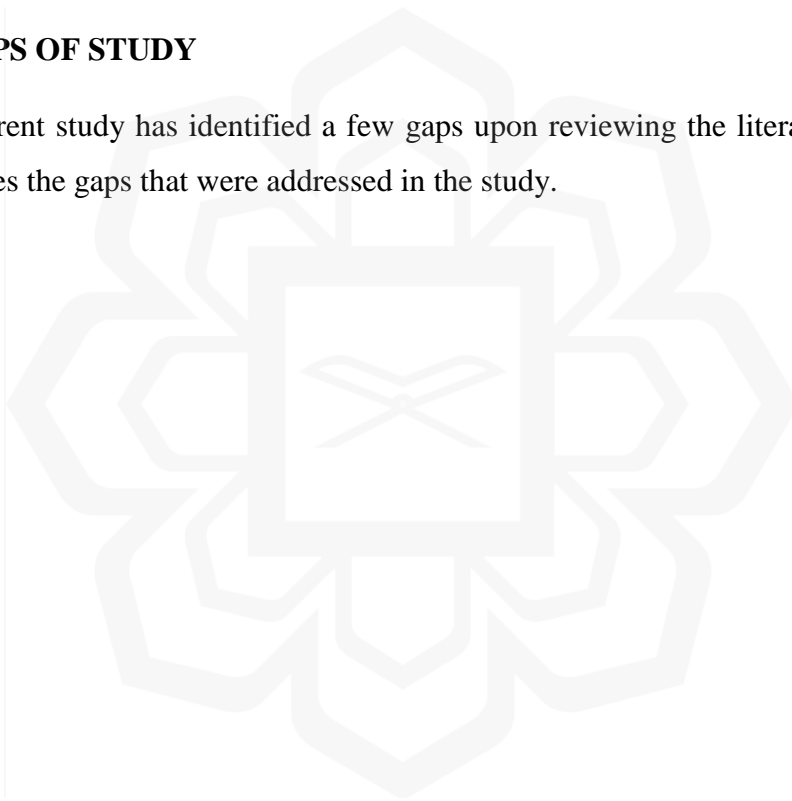 PS OF STUDY
rent study has identified a few gaps upon reviewing the litera
es the gaps that were addressed in the study.